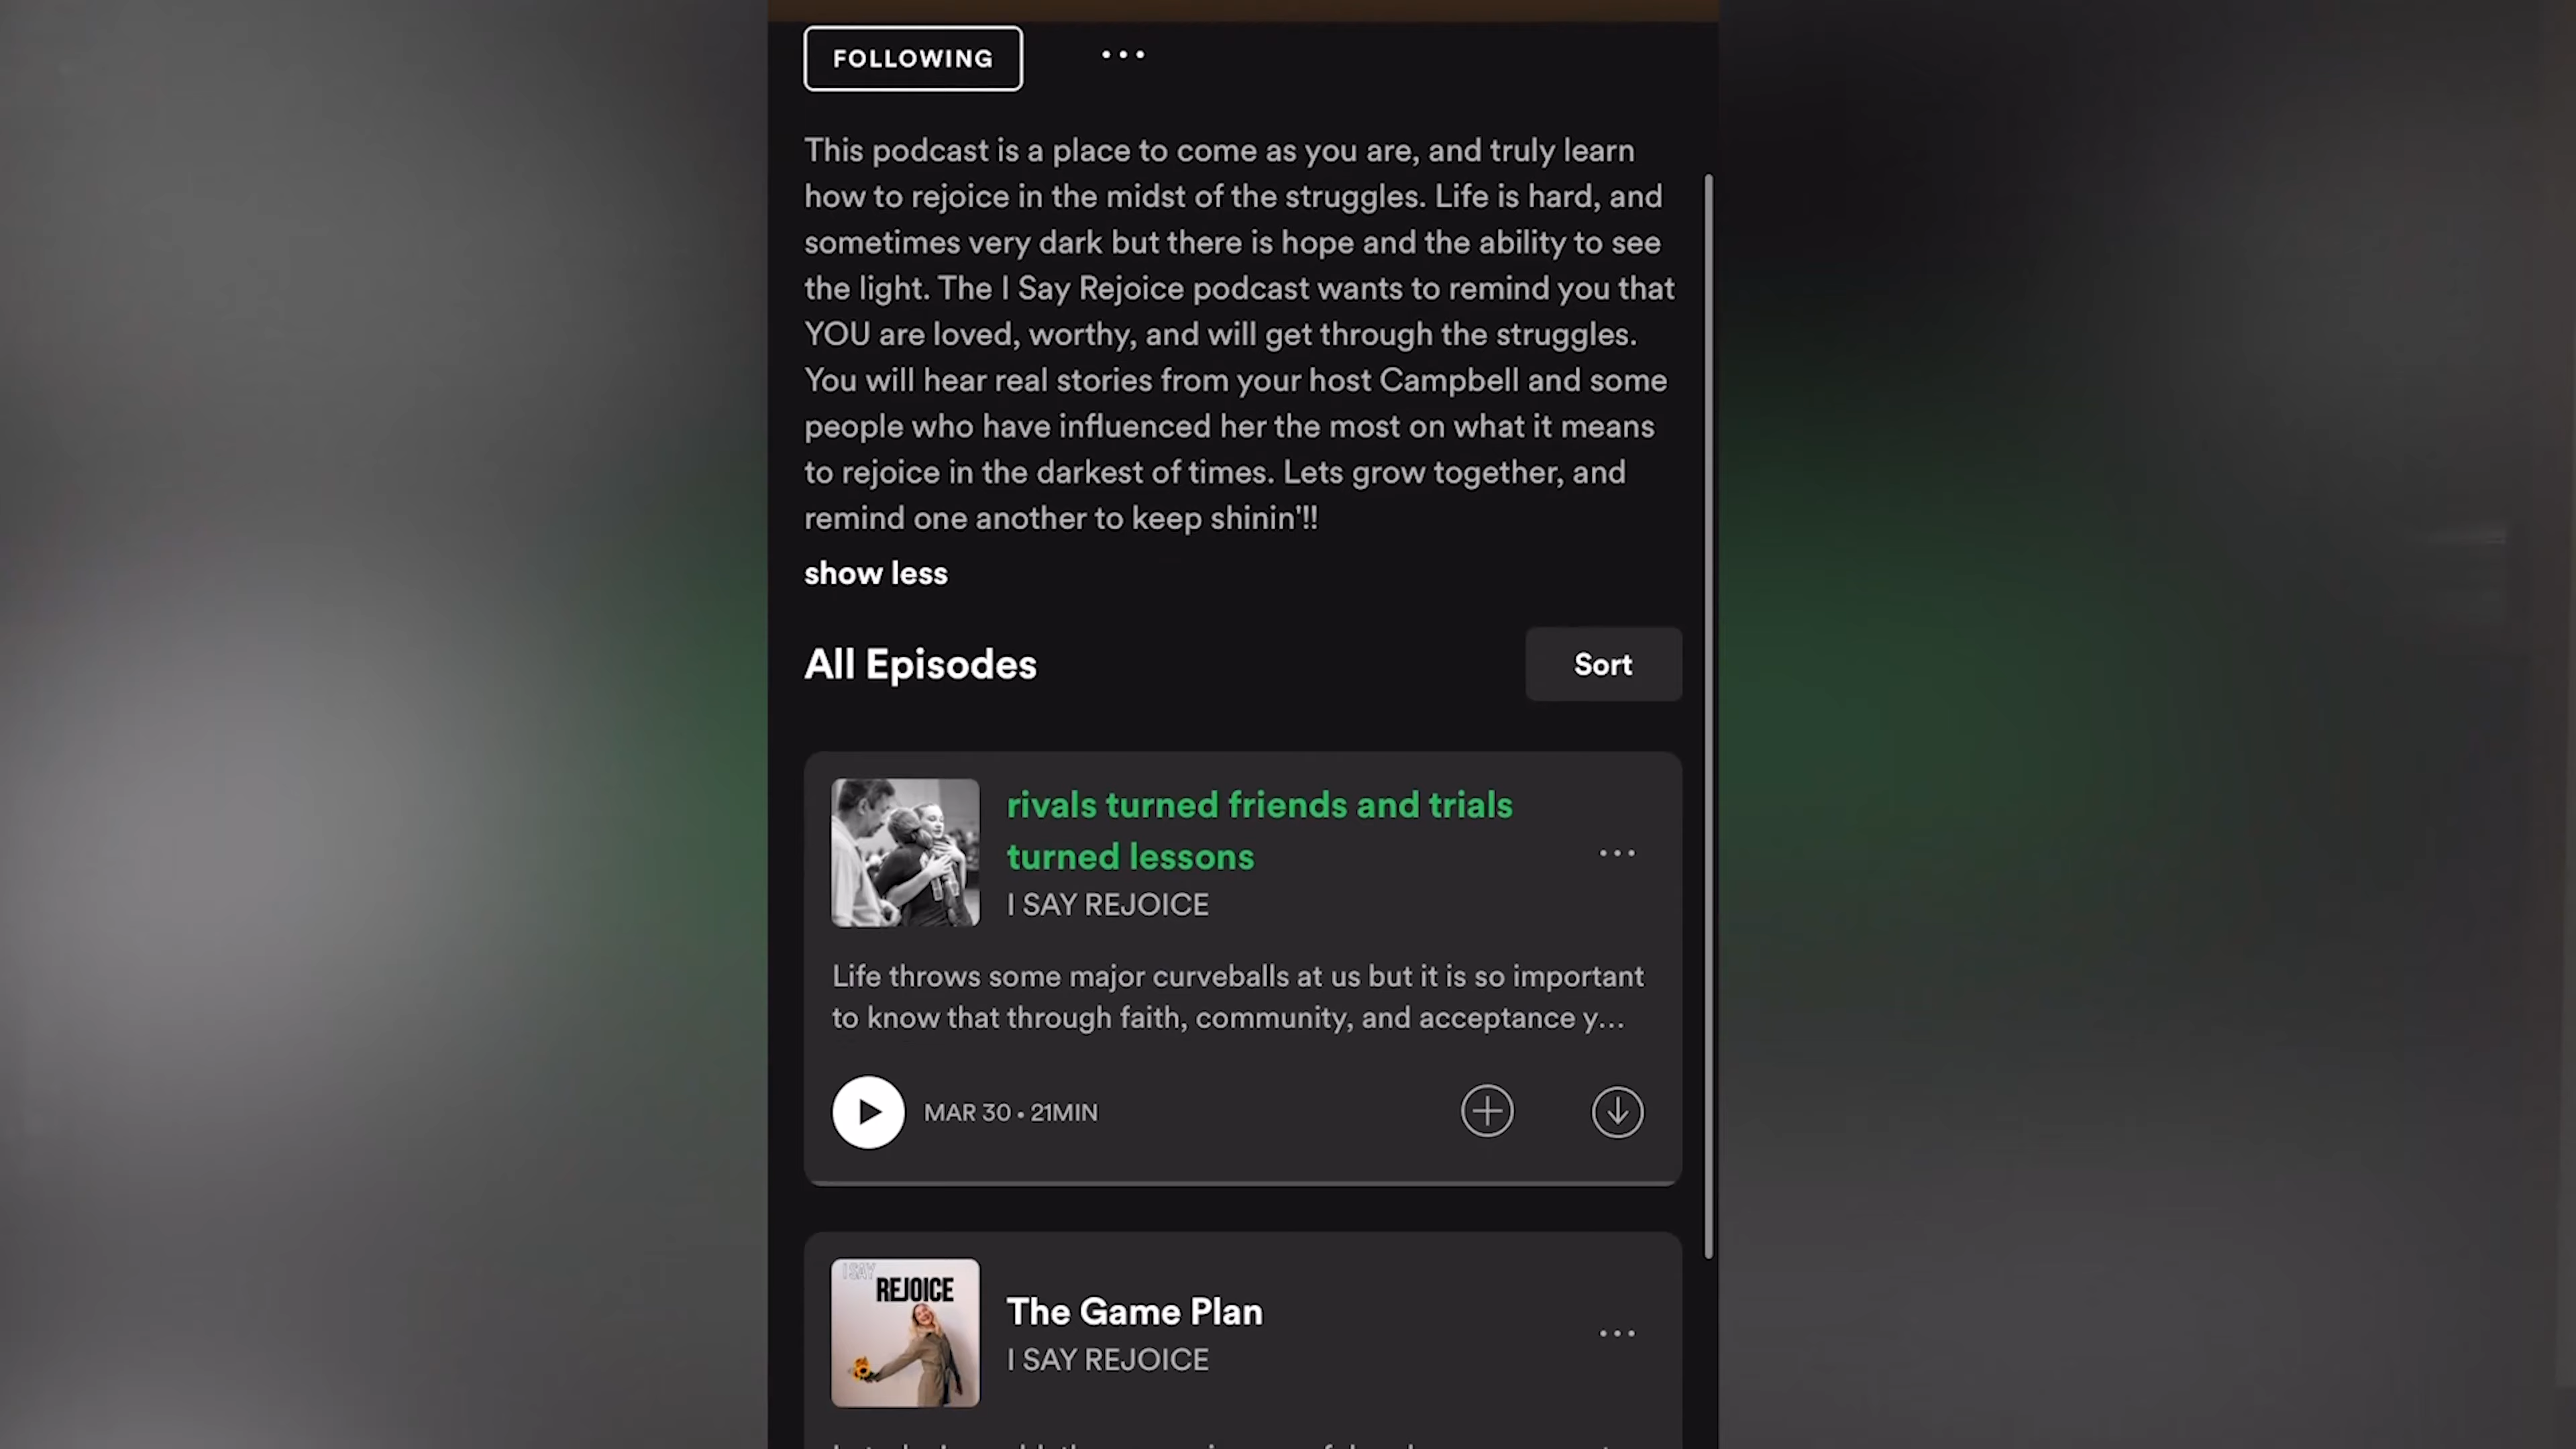 FOLLOWING
This podcast is a place to come as you are, and truly learn
how to rejoice in the midst of the struggles. Life is hard, and
sometimes very dark but there is hope and the ability to see
the light. The I Say Rejoice podcast wants to remind you that
YOU are loved, worthy, and will get through the struggles.
You will hear real stories from your host Campbell and some
people who have influenced her the most on what it means
to rejoice in the darkest of times. Lets grow together, and
remind one another to keep shinin'!!
show less
All Episodes
Sort
rivals turned friends and trials
turned lessons
I SAY REJOICE
Life throws some major curveballs at us but it is so important
to know that through faith, community, and acceptance y...
MAR 30 • 21MIN
I SAY
REJOICE
The Game Plan
I SAY REJOICE